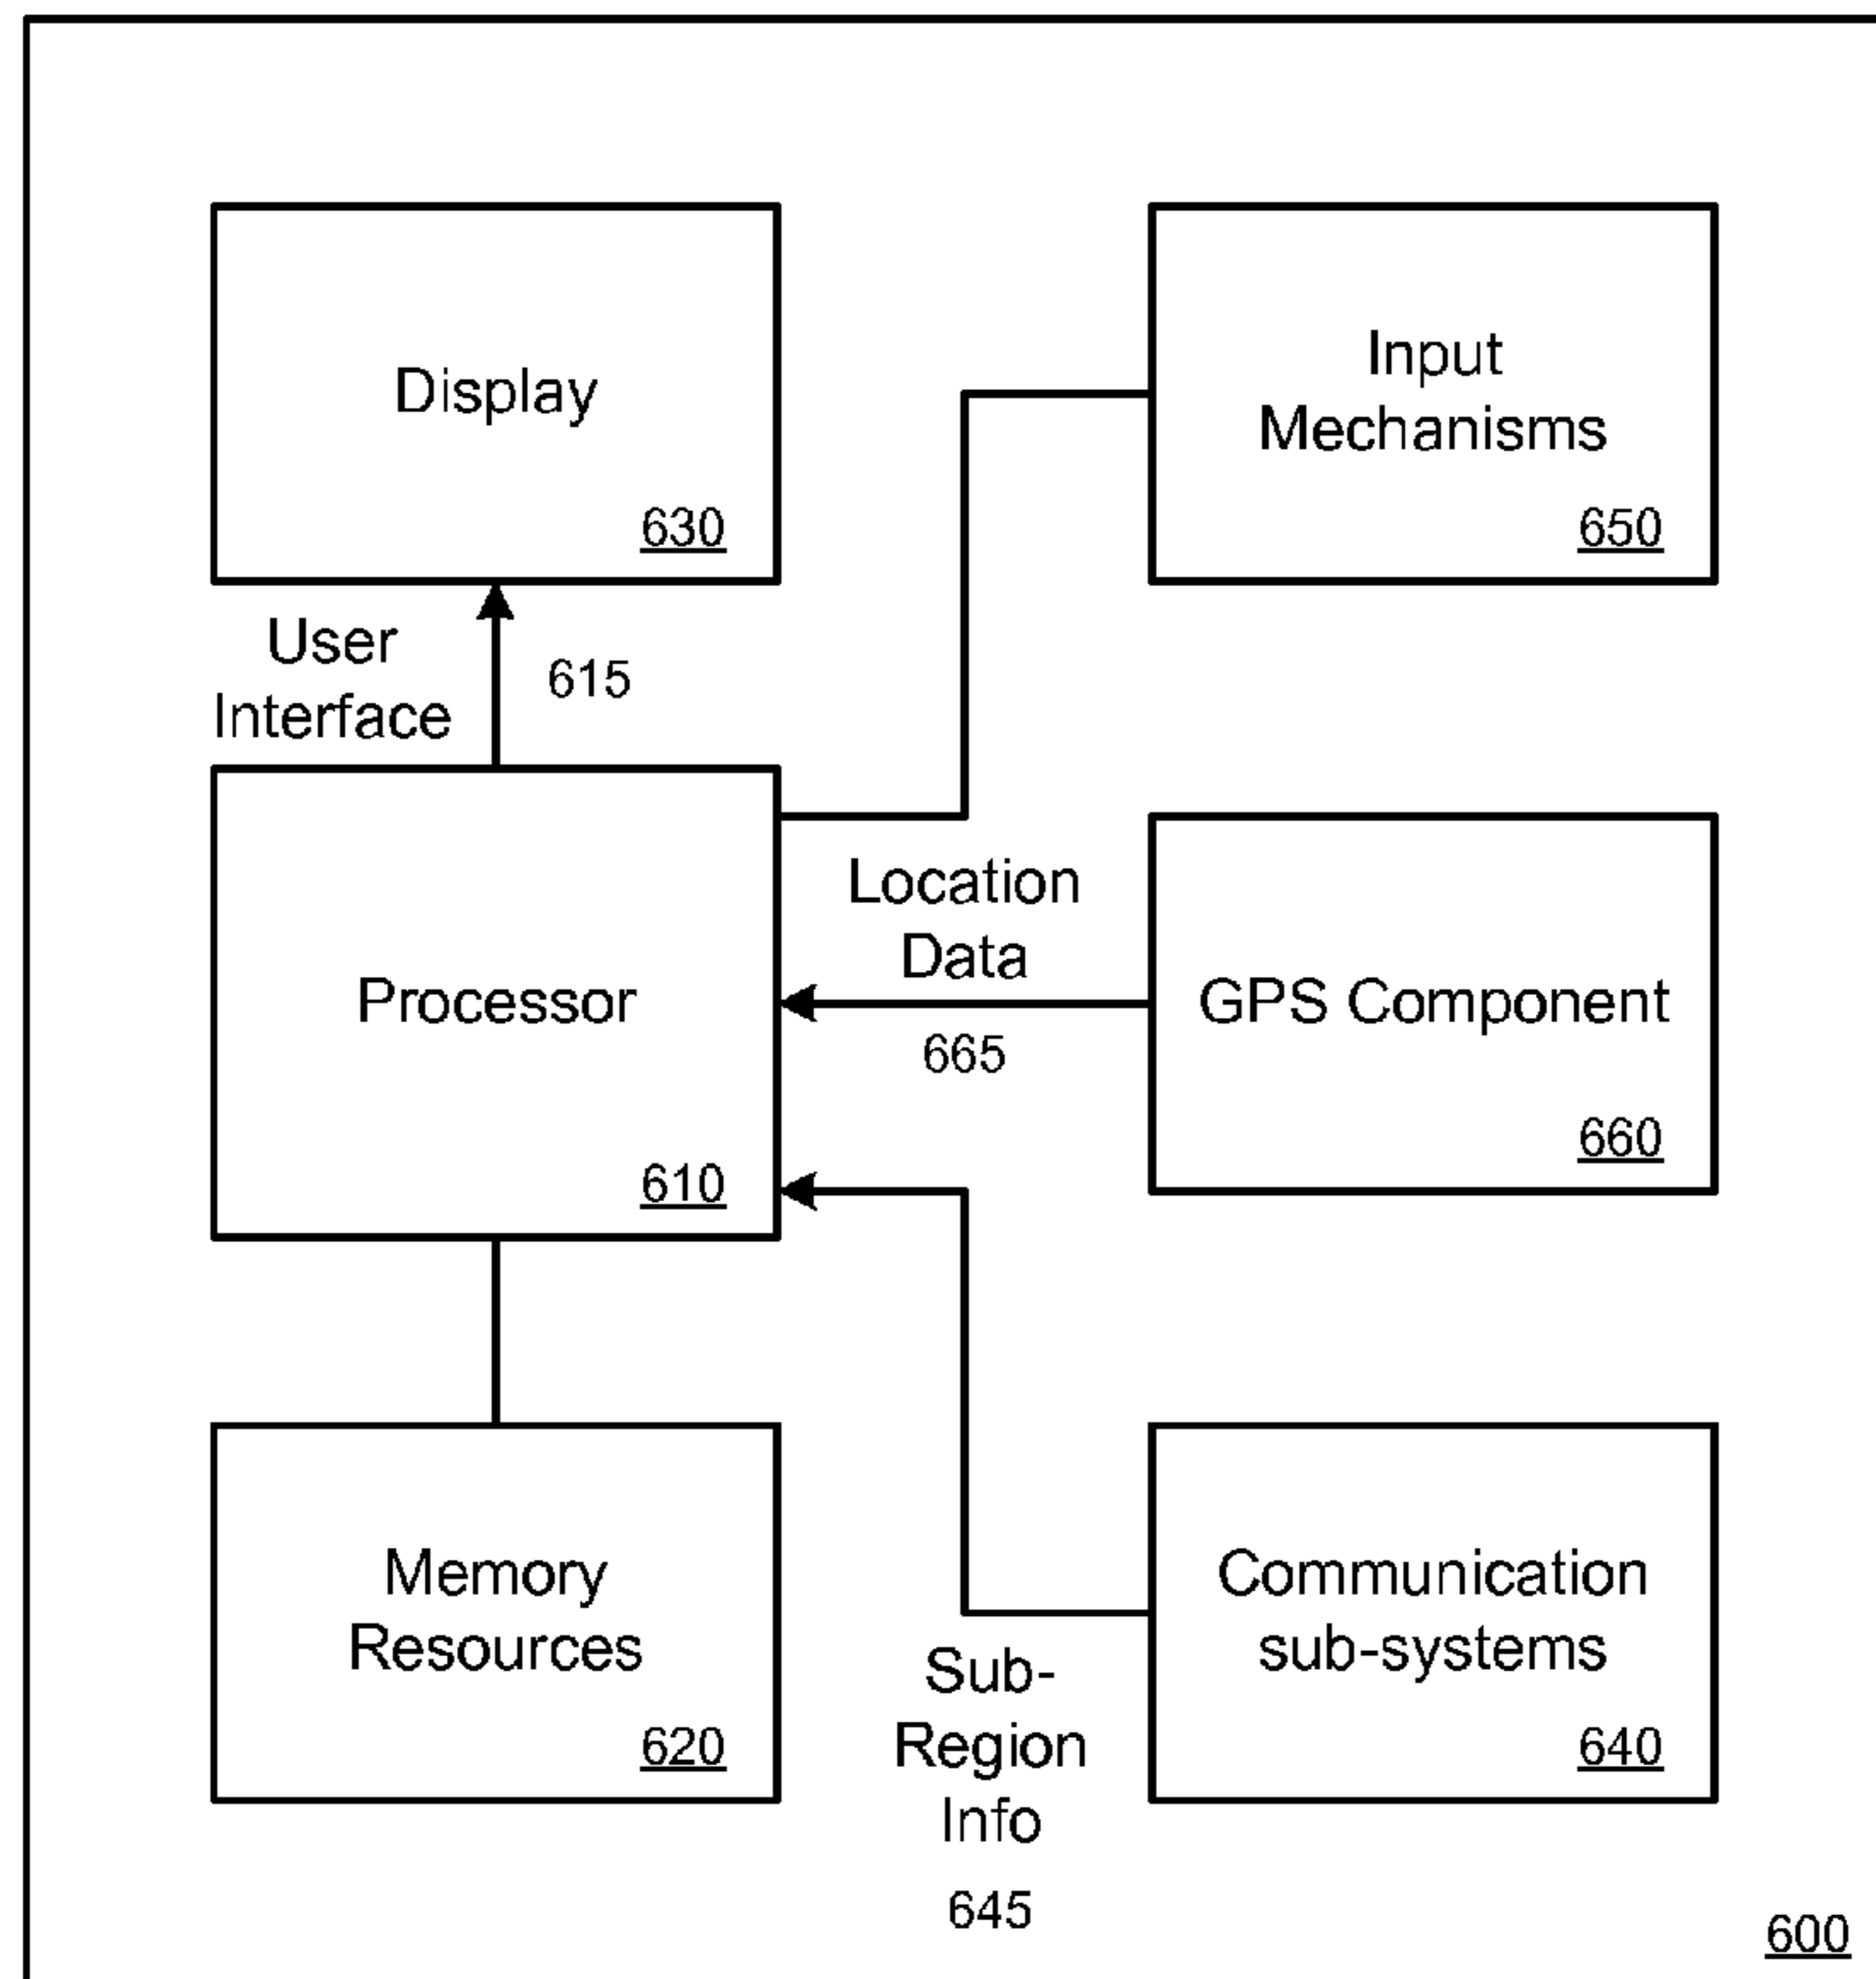 Display
630
Input
Mechanisms
650
User
Interface
615
Processor
610
Location
Data
665
GPS Component
660
Memory
Resources
620
Sub-
Region
Info
645
Communication
sub-systems
640
600